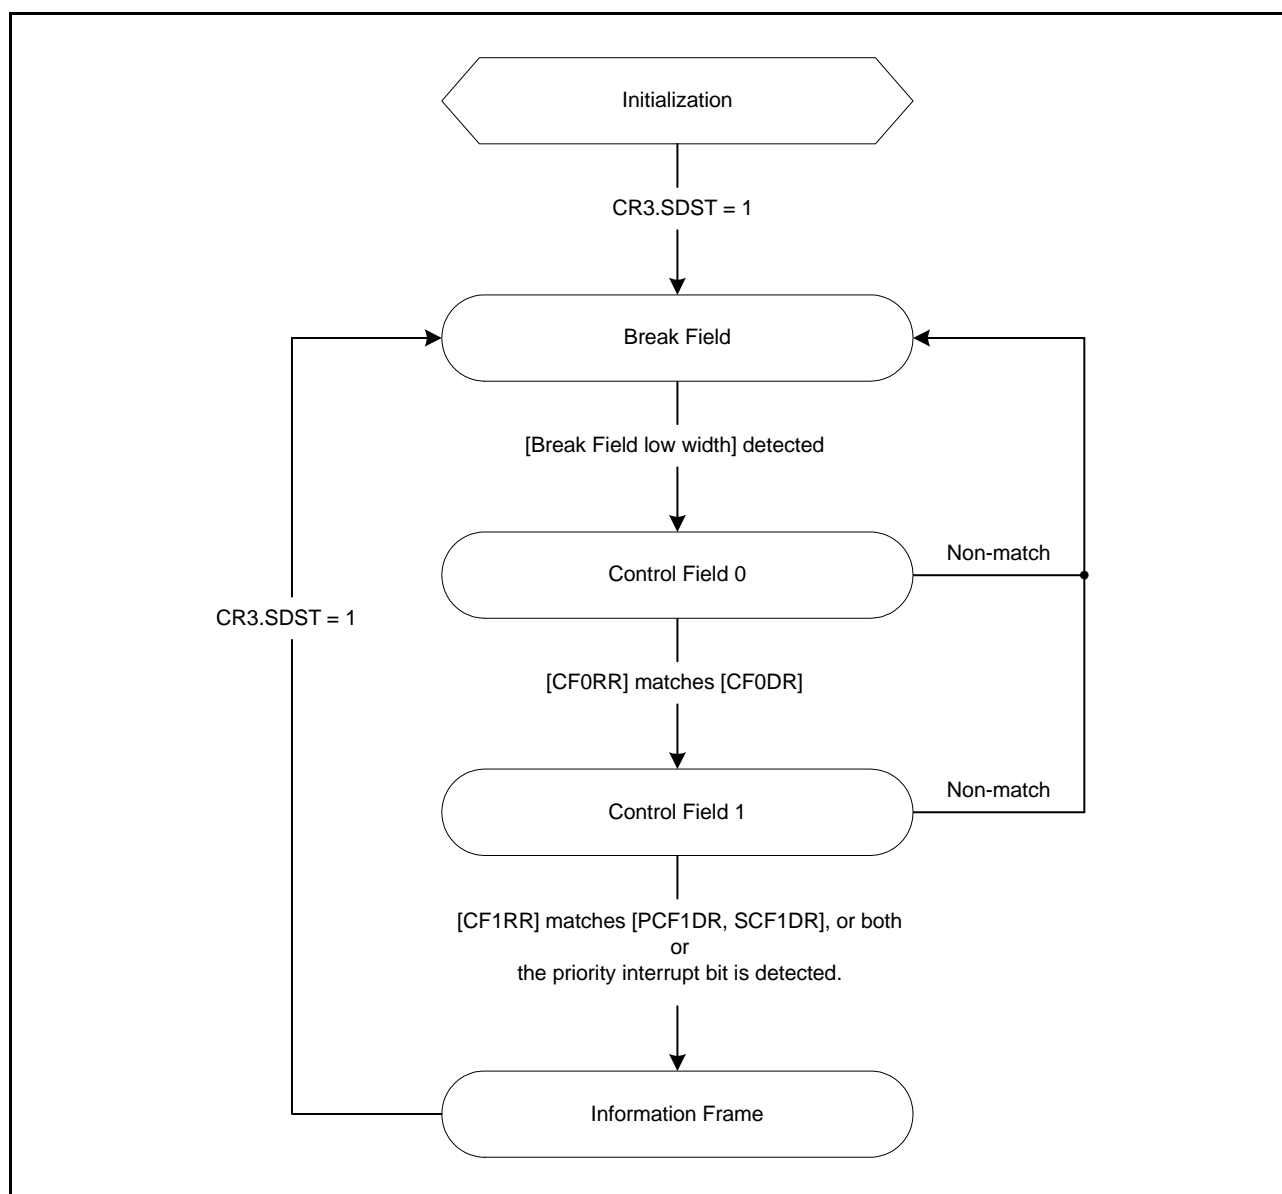 Initialization
CR3.SDST = 1
Break Field
[Break Field low width] detected
Control Field 0
Non-match
CR3.SDST = 1
[CF0RR] matches [CF0DR]
Control Field 1
Non-match
[CF1RR] matches [PCF1DR, SCF1DR], or both
or
the priority interrupt bit is detected.
Information Frame